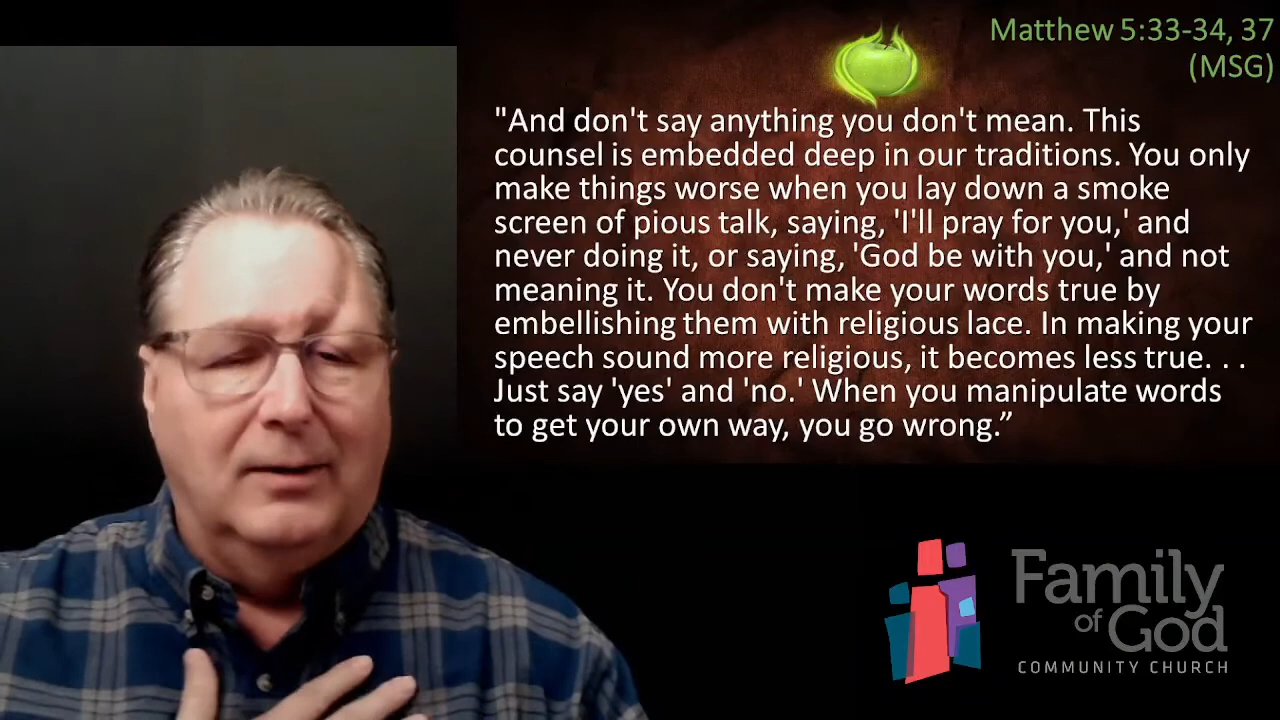 Matthew 5:33-34, 37
(MSG)
"And don't say anything you don't mean. This
counsel is embedded deep in our traditions. You only
make things worse when you lay down a smoke
screen of pious talk, saying, 'I'll pray for you,' and
never doing it, or saying, 'God be with you,' and not
meaning it. You don't make your words true by
embellishing them with religious lace. In making your
speech sound more religious, it becomes less true. . .
Just say 'yes' and 'no.' When you manipulate words
to get your own way, you go wrong.”
Family
of God
COMMUNITY CHURCH